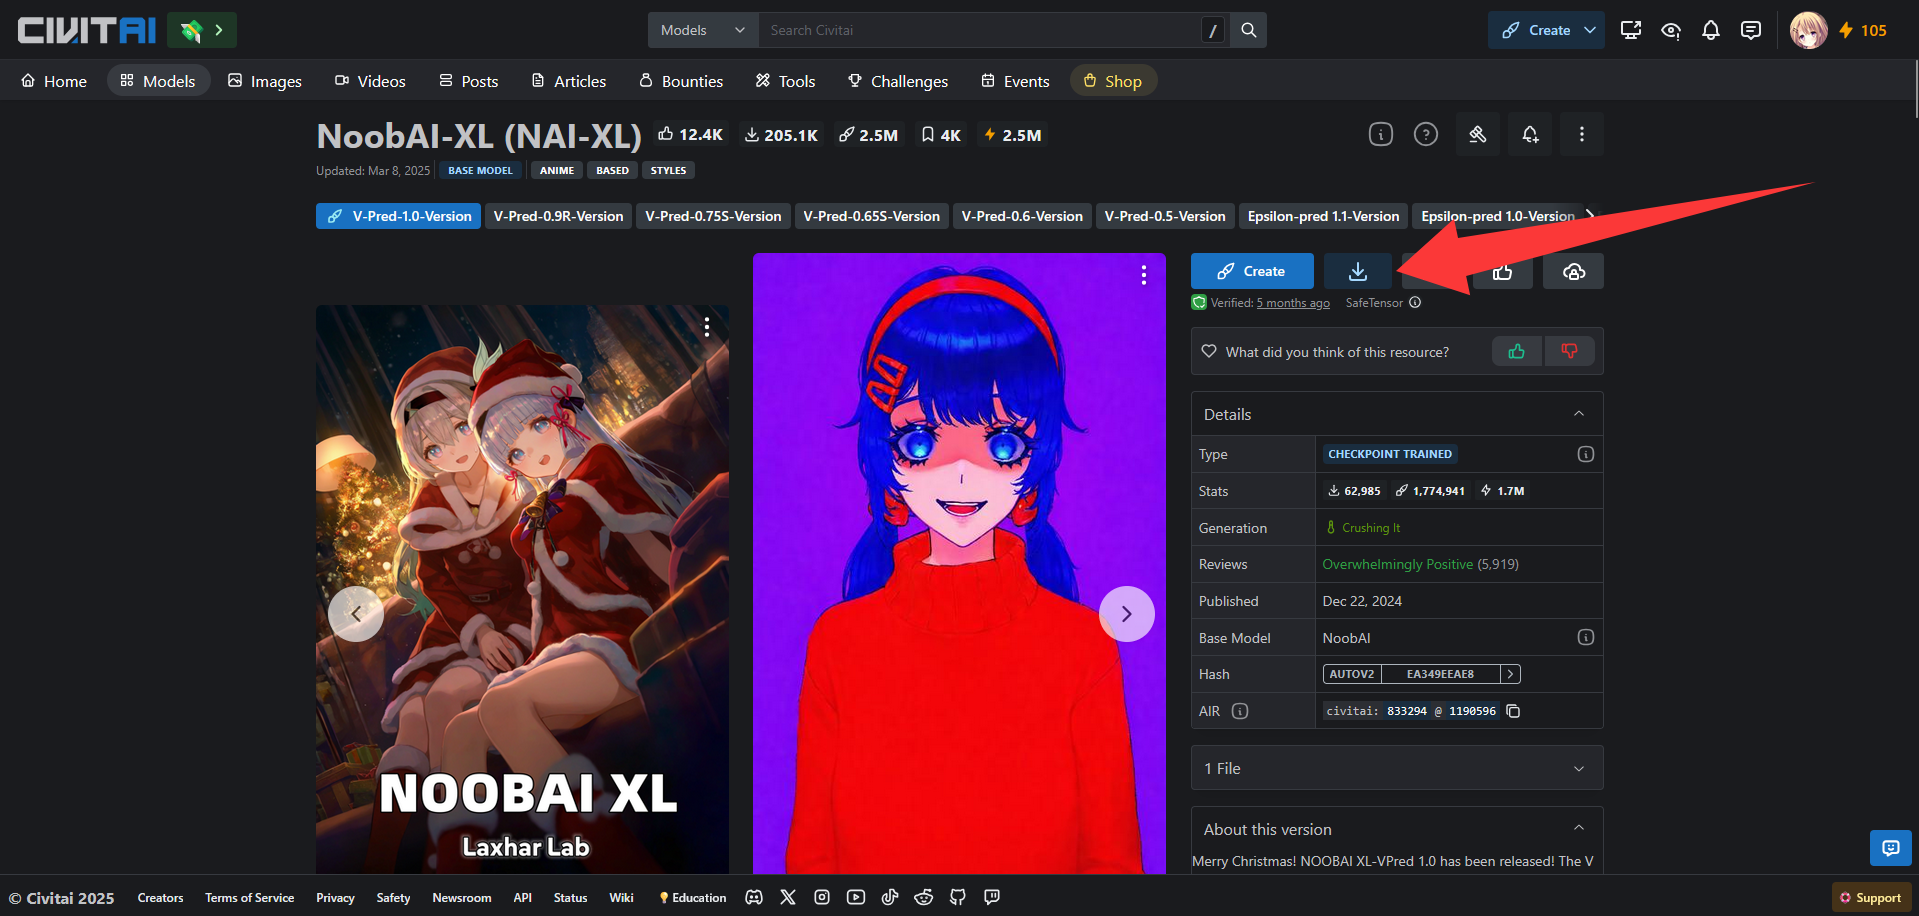 CIVITAI
Models
Search Civitai
/
Create
105
Home
Models
Images
Videos
Posts
Articles
Bounties
Tools
Challenges
Events
Shop
NoobAI-XL (NAI-XL)
12.4K
205.1K
2.5M
4K
2.5M
Updated: Mar 8, 2025
BASE MODEL
ANIME
BASED
STYLES
V-Pred-1.0-Version
V-Pred-0.9R-Version
V-Pred-0.75S-Version
V-Pred-0.65S-Version
V-Pred-0.6-Version
V-Pred-0.5-Version
Epsilon-pred 1.1-Version
Epsilon-pred 1.0-Version
Create
Verified: 5 months ago
SafeTensor
What did you think of this resource?
Details
Type
CHECKPOINT TRAINED
Stats
62,985
1,774,941
1.7M
Generation
Crushing It
Reviews
Overwhelmingly Positive (5,919)
Published
Dec 22, 2024
Base Model
NoobAI
Hash
AUTOV2
EA349EEAE8
AIR
civitai: 833294 @ 1190596
1 File
About this version
Merry Christmas! NOOBAI XL-VPred 1.0 has been released! The V
NOOBAI XL
Laxhar Lab
© Civitai 2025
Creators
Terms of Service
Privacy
Safety
Newsroom
API
Status
Wiki
Education
Support